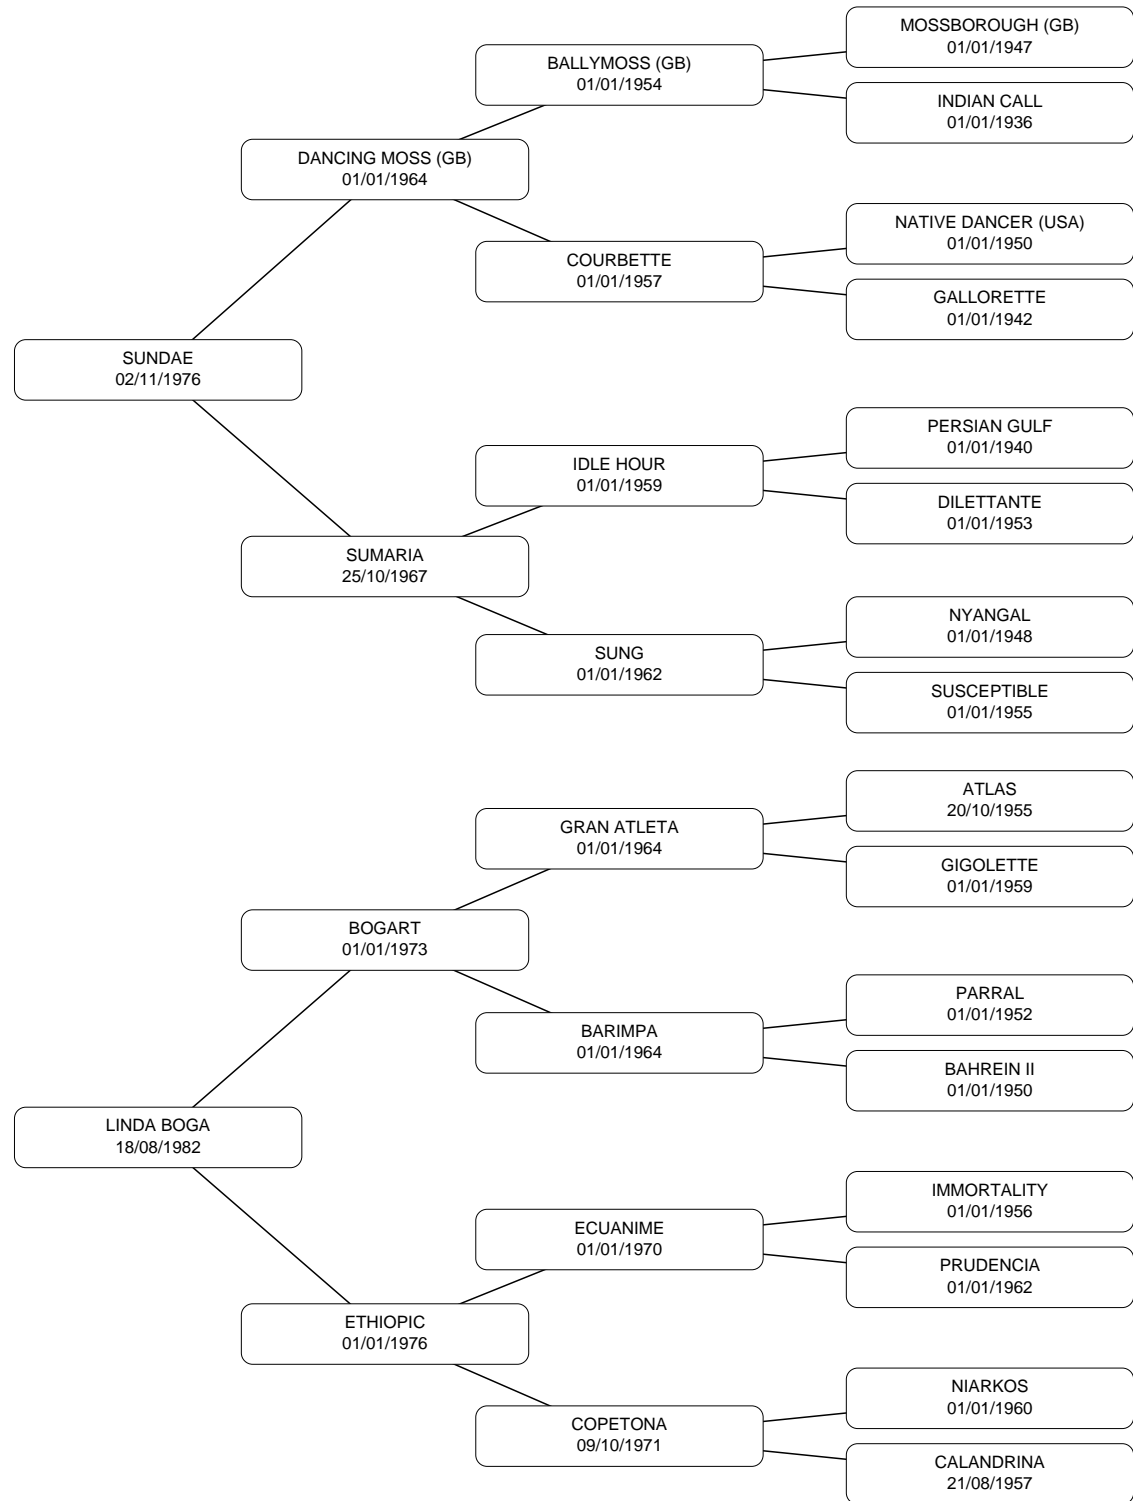 MOSSBOROUGH (GB)
01/01/1947
BALLYMOSS (GB)
01/01/1954
INDIAN CALL
01/01/1936
DANCING MOSS (GB)
01/01/1964
NATIVE DANCER (USA)
01/01/1950
COURBETTE
01/01/1957
GALLORETTE
01/01/1942
SUNDAE
02/11/1976
PERSIAN GULF
01/01/1940
IDLE HOUR
01/01/1959
DILETTANTE
01/01/1953
SUMARIA
25/10/1967
NYANGAL
01/01/1948
SUNG
01/01/1962
SUSCEPTIBLE
01/01/1955
ATLAS
20/10/1955
GRAN ATLETA
01/01/1964
GIGOLETTE
01/01/1959
BOGART
01/01/1973
PARRAL
01/01/1952
BARIMPA
01/01/1964
BAHREIN II
01/01/1950
LINDA BOGA
18/08/1982
IMMORTALITY
01/01/1956
ECUANIME
01/01/1970
PRUDENCIA
01/01/1962
ETHIOPIC
01/01/1976
NIARKOS
01/01/1960
COPETONA
09/10/1971
CALANDRINA
21/08/1957